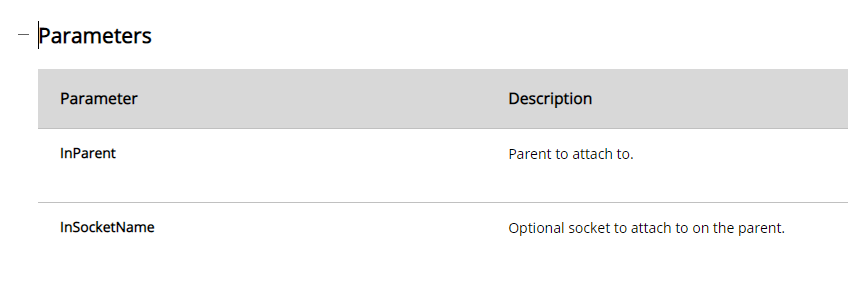 Parameters
Parameter Description
InParent Parent to attach to.
InSocketName Optional socket to attach to on the parent.